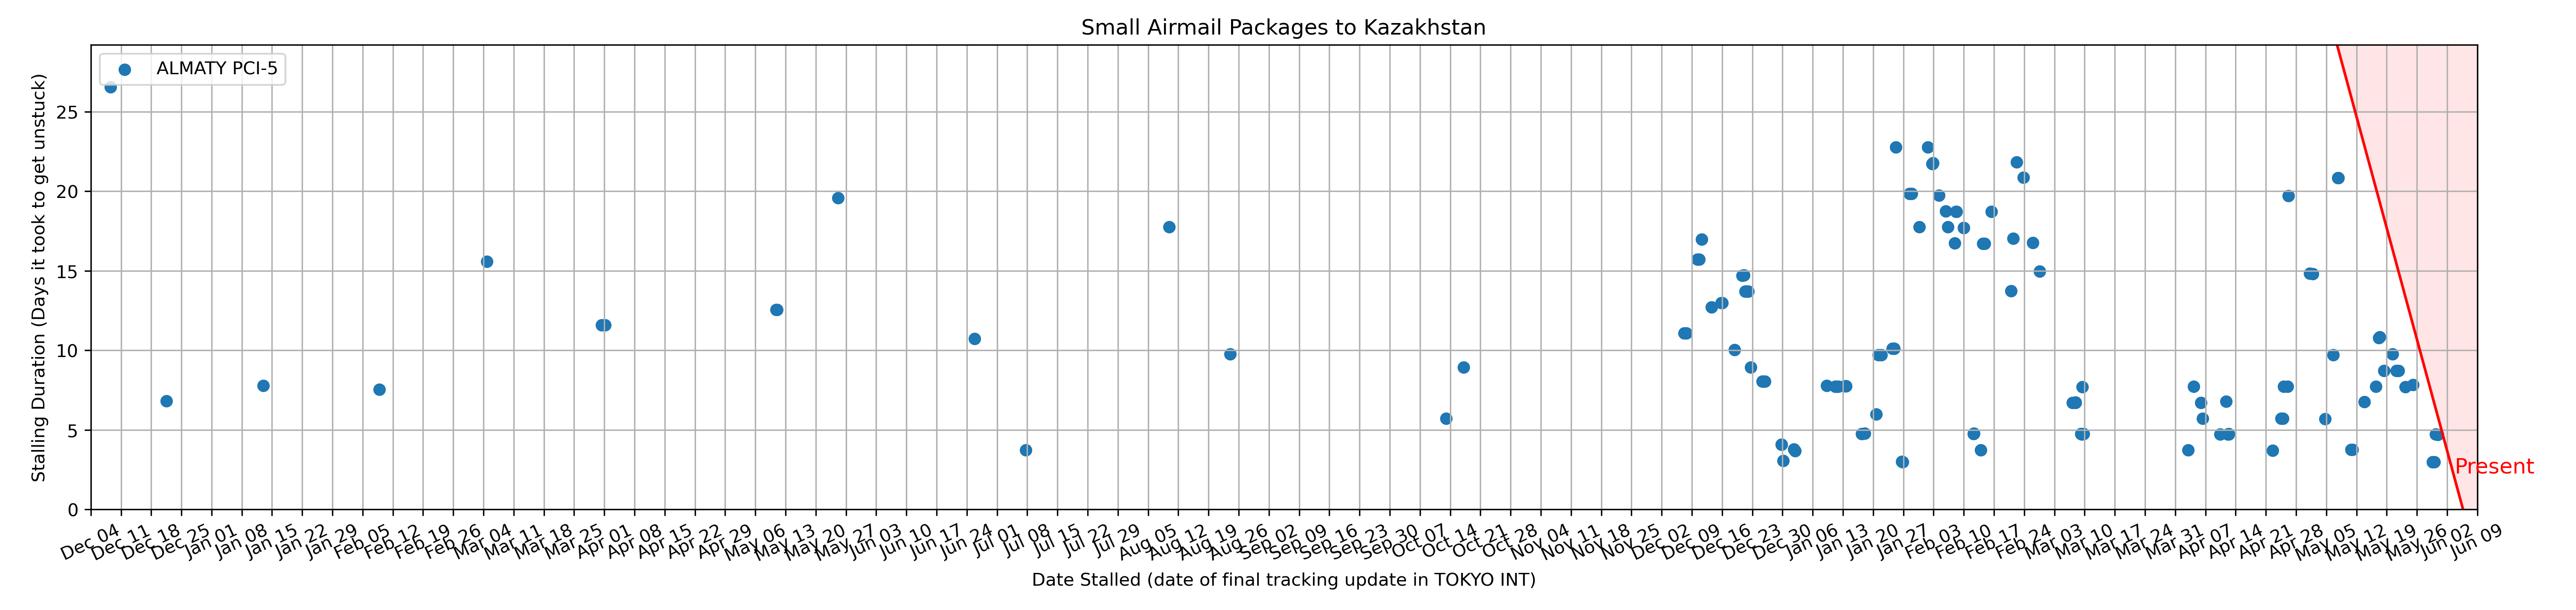 Small Airmail Packages to Kazakhstan
ALMATY PCI-5
Stalling Duration (Days it took to get unstuck)
25
20
15
10
5
0
Present
Dec 04
Dec 11
Dec 18
Dec 25
Jan 01
Jan 08
Jan 15
Jan 22
Jan 29
Feb 05
Feb 12
Feb 19
Feb 26
Mar 04
Mar 11
Mar 18
Mar 25
Apr 01
Apr 08
Apr 15
Apr 22
Apr 29
May 06
May 13
May 20
May 27
Jun 03
Jun 10
Jun 17
Jun 24
Jul 01
Jul 08
Jul 15
Jul 22
Jul 29
Aug 05
Aug 12
Aug 19
Aug 26
Sep 02
Sep 09
Sep 16
Sep 23
Sep 30
Oct 07
Oct 14
Oct 21
Oct 28
Nov 04
Nov 11
Nov 18
Nov 25
Dec 02
Dec 09
Dec 16
Dec 23
Dec 30
Jan 06
Jan 13
Jan 20
Jan 27
Feb 03
Feb 10
Feb 17
Feb 24
Mar 03
Mar 10
Mar 17
Mar 24
Mar 31
Apr 07
Apr 14
Apr 21
Apr 28
May 05
May 12
May 19
May 26
Jun 02
Jun 09
Date Stalled (date of final tracking update in TOKYO INT)